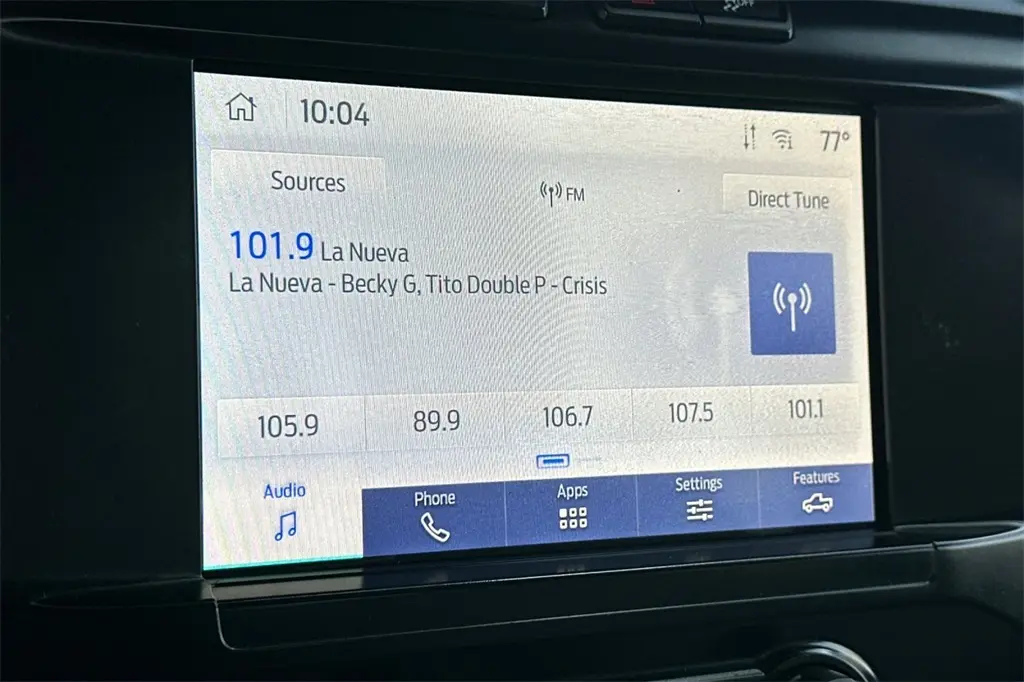 10:04
77°
Sources
FM
Direct Tune
101.9 La Nueva
La Nueva - Becky G, Tito Double P - Crisis
105.9
89.9
106.7
107.5
101.1
Audio
Phone
Apps
Settings
Features